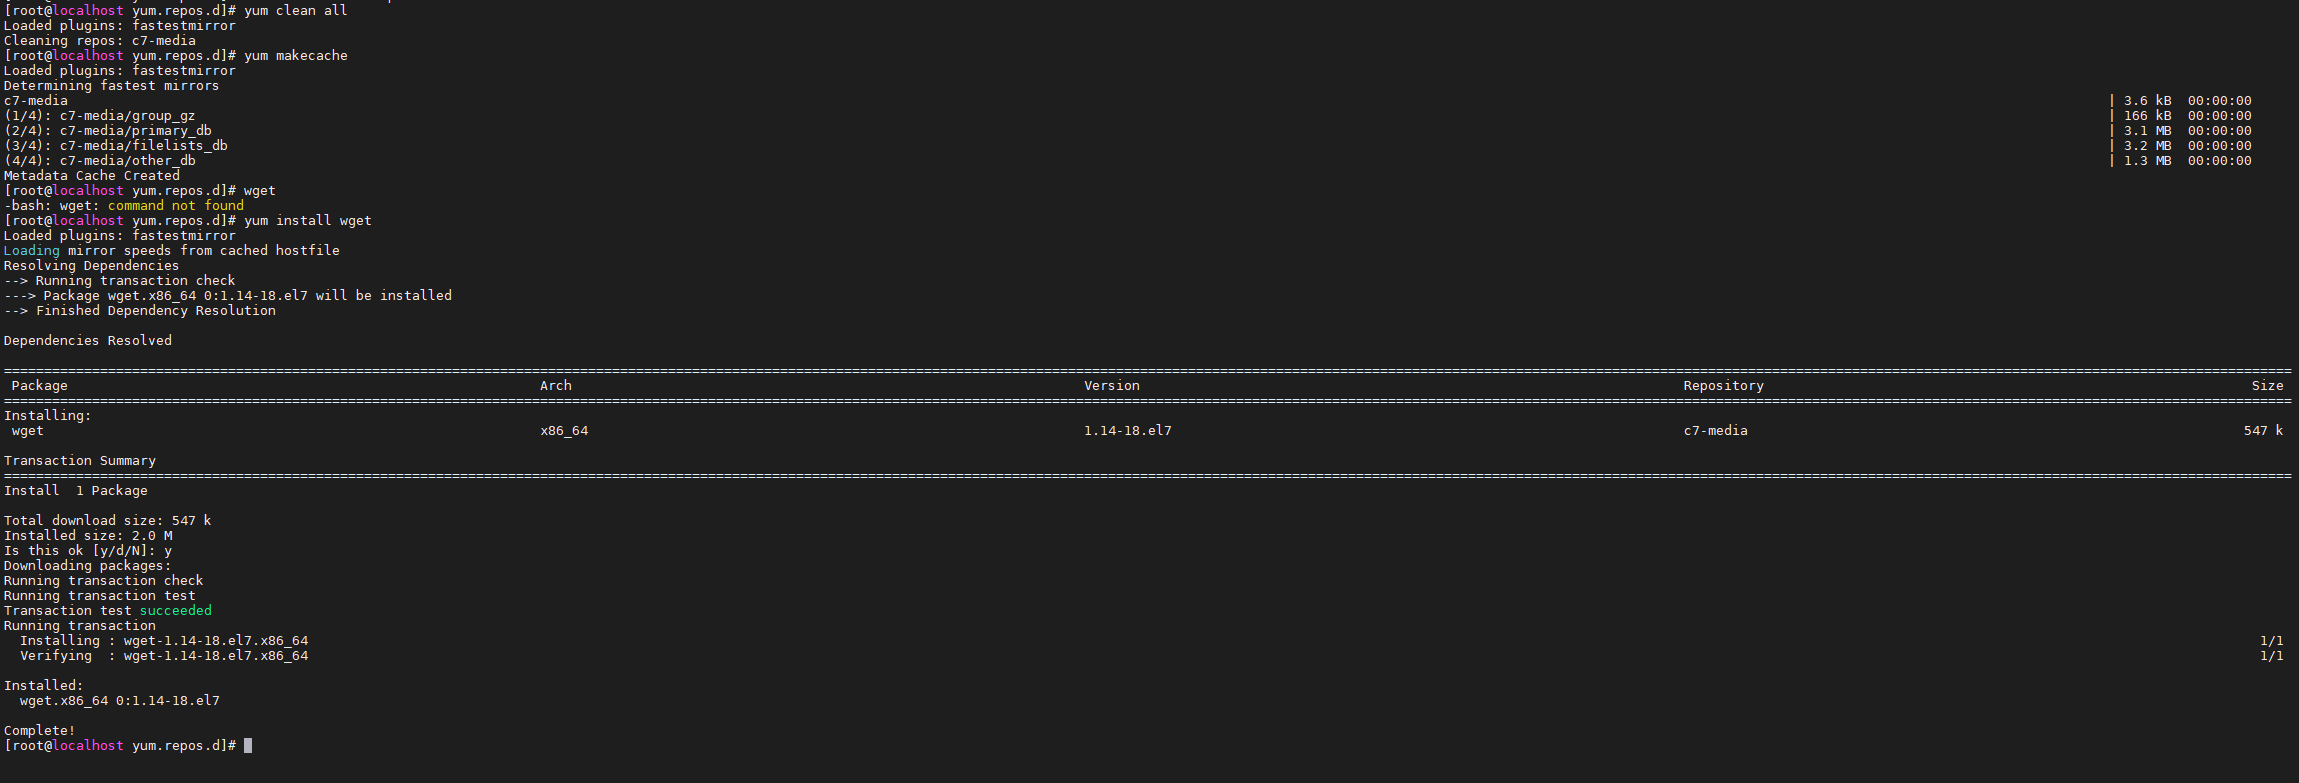 [root@localhost yum.repos.d]# yum clean all
Loaded plugins: fastestmirror
Cleaning repos: c7-media
[root@localhost yum.repos.d]# yum makecache
Loaded plugins: fastestmirror
Determining fastest mirrors
c7-media | 3.6 kB 00:00:00
(1/4): c7-media/group_gz | 166 kB 00:00:00
(2/4): c7-media/primary_db | 3.1 MB 00:00:00
(3/4): c7-media/filelists_db | 3.2 MB 00:00:00
(4/4): c7-media/other_db | 1.3 MB 00:00:00
Metadata Cache Created
[root@localhost yum.repos.d]# wget
-bash: wget: command not found
[root@localhost yum.repos.d]# yum install wget
Loaded plugins: fastestmirror
Loading mirror speeds from cached hostfile
Resolving Dependencies
--> Running transaction check
---> Package wget.x86_64 0:1.14-18.el7 will be installed
--> Finished Dependency Resolution
Dependencies Resolved
Package Arch Version Repository Size
Installing:
wget x86_64 1.14-18.el7 c7-media 547 k
Transaction Summary
Install 1 Package
Total download size: 547 k
Installed size: 2.0 M
Is this ok [y/d/N]: y
Downloading packages:
Running transaction check
Running transaction test
Transaction test succeeded
Running transaction
Installing : wget-1.14-18.el7.x86_64 1/1
Verifying : wget-1.14-18.el7.x86_64 1/1
Installed:
wget.x86_64 0:1.14-18.el7
Complete!
[root@localhost yum.repos.d]#